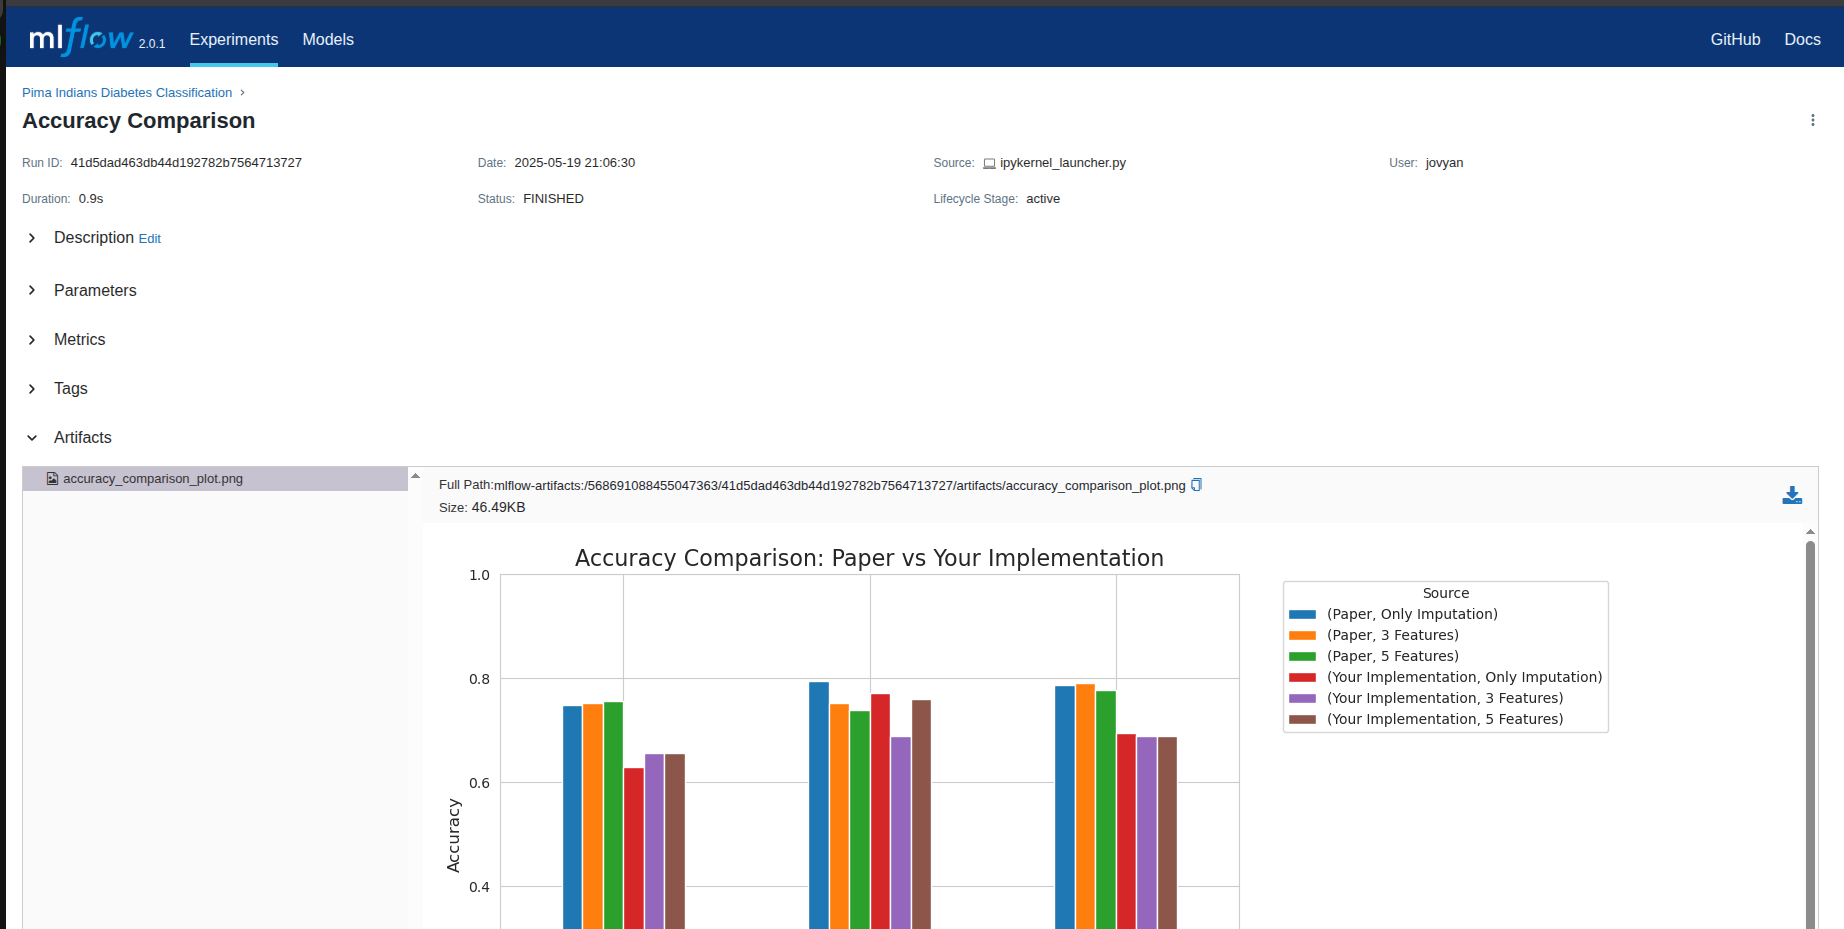 mlflow 2.0.1 Experiments Models GitHub Docs
Pima Indians Diabetes Classification ›
Accuracy Comparison
Run ID: 41d5dad463db44d192782b7564713727 Date: 2025-05-19 21:06:30 Source: ipykernel_launcher.py User: jovyan
Duration: 0.9s Status: FINISHED Lifecycle Stage: active
Description Edit
Parameters
Metrics
Tags
Artifacts
accuracy_comparison_plot.png
Full Path:mlflow-artifacts:/568691088455047363/41d5dad463db44d192782b7564713727/artifacts/accuracy_comparison_plot.png
Size: 46.49KB
Accuracy Comparison: Paper vs Your Implementation
1.0
0.8
0.6
0.4
Accuracy
Source
(Paper, Only Imputation)
(Paper, 3 Features)
(Paper, 5 Features)
(Your Implementation, Only Imputation)
(Your Implementation, 3 Features)
(Your Implementation, 5 Features)